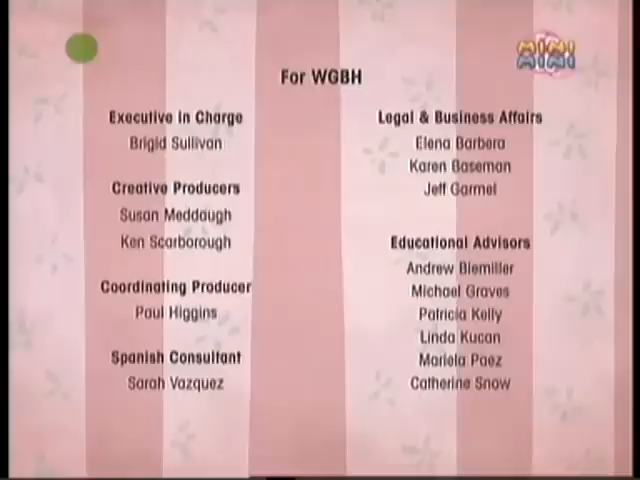 MiNi
MiNi
For WGBH
Executive in Charge
Brigid Sullivan
Creative Producers
Susan Meddaugh
Ken Scarborough
Coordinating Producer
Paul Higgins
Spanish Consultant
Sarah Vazquez
Legal & Business Affairs
Elena Barbera
Karen Baseman
Jeff Garmel
Educational Advisors
Andrew Biemiller
Michael Graves
Patricia Kelly
Linda Kucan
Mariela Paez
Catherine Snow